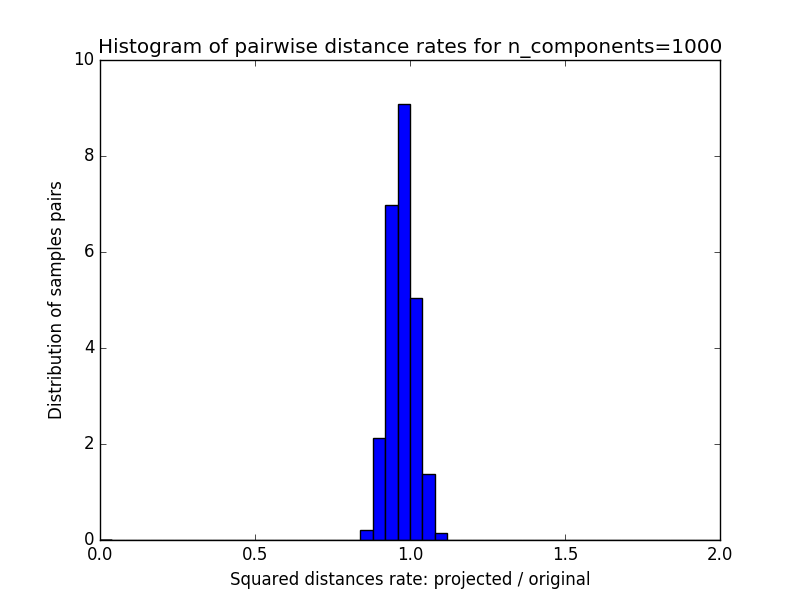 Histogram of pairwise distance rates for n_components=1000
10
8
6
4
2
0
Distribution of samples pairs
0.0 0.5 1.0 1.5 2.0
Squared distances rate: projected / original